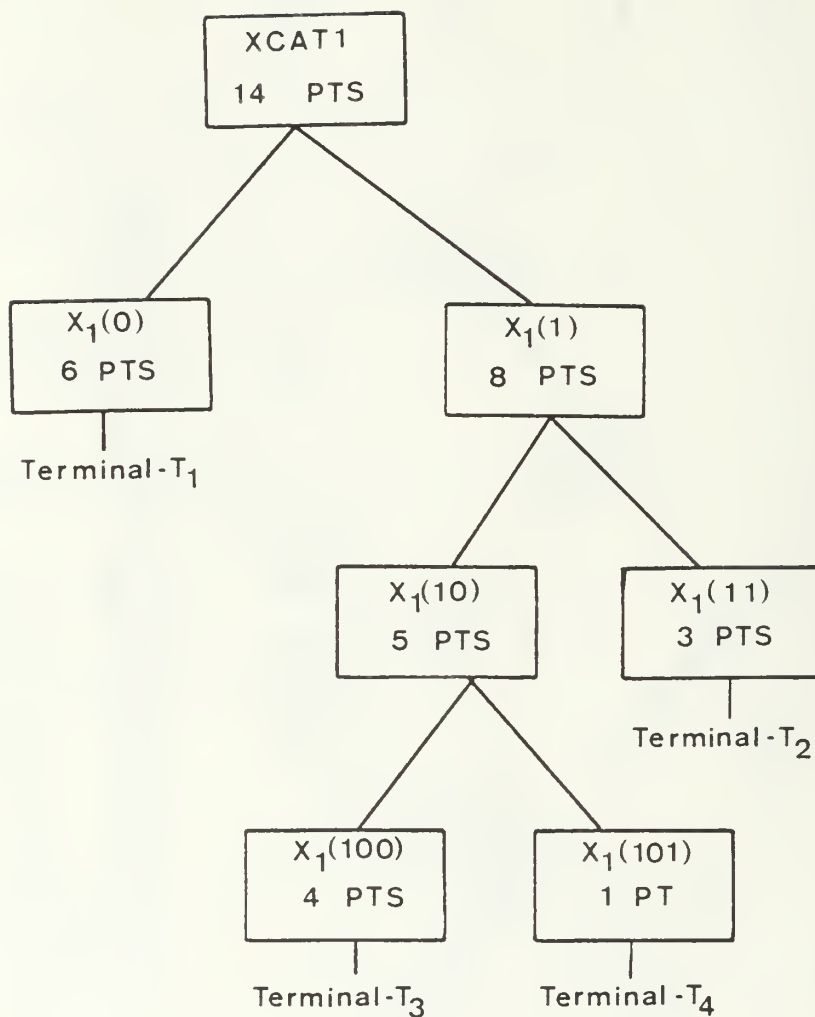 XCAT1
14 PTS
X₁(0)
6 PTS
Terminal-T₁
X₁(1)
8 PTS
X₁(10)
5 PTS
X₁(11)
3 PTS
Terminal-T₂
X₁(100)
4 PTS
Terminal-T₃
X₁(101)
1 PT
Terminal-T₄